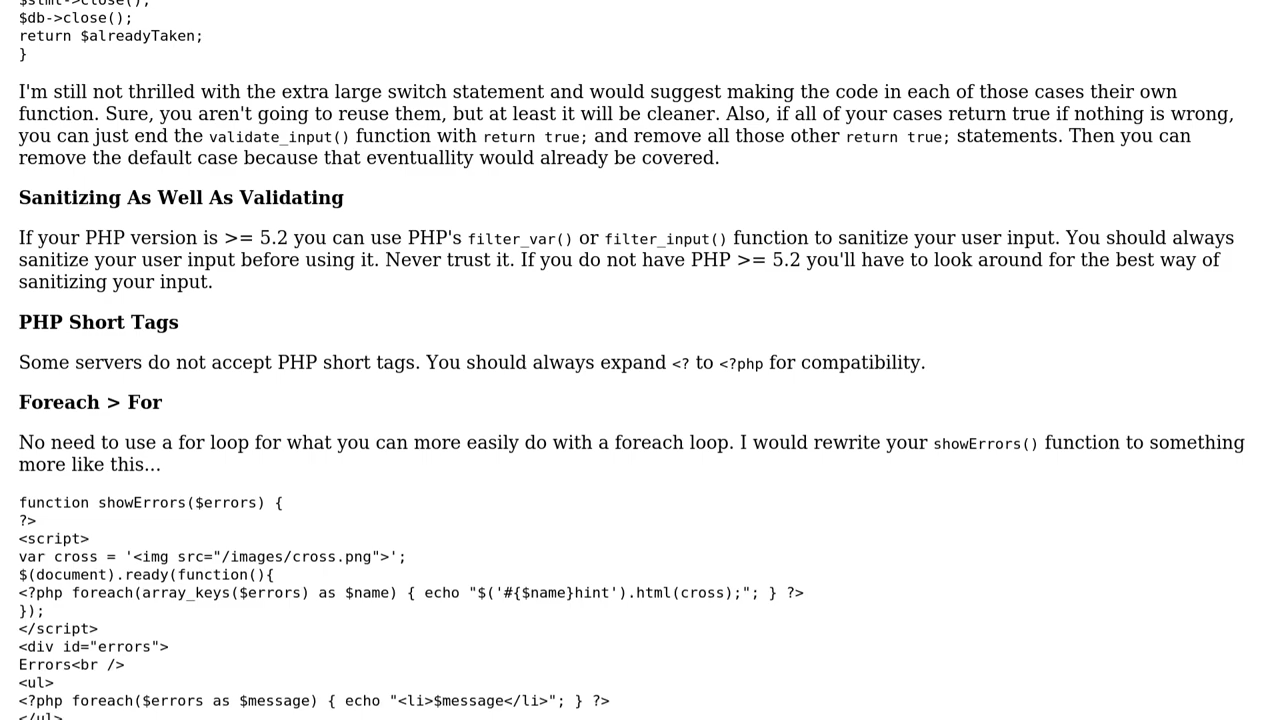 $stmt->close();
$db->close();
return $alreadyTaken;
}
I'm still not thrilled with the extra large switch statement and would suggest making the code in each of those cases their own
function. Sure, you aren't going to reuse them, but at least it will be cleaner. Also, if all of your cases return true if nothing is wrong,
you can just end the validate_input() function with return true; and remove all those other return true; statements. Then you can
remove the default case because that eventuallity would already be covered.
Sanitizing As Well As Validating
If your PHP version is >= 5.2 you can use PHP's filter_var() or filter_input() function to sanitize your user input. You should always
sanitize your user input before using it. Never trust it. If you do not have PHP >= 5.2 you'll have to look around for the best way of
sanitizing your input.
PHP Short Tags
Some servers do not accept PHP short tags. You should always expand <? to <?php for compatibility.
Foreach > For
No need to use a for loop for what you can more easily do with a foreach loop. I would rewrite your showErrors() function to something
more like this...
function showErrors($errors) {
?>
<script>
var cross = '<img src="/images/cross.png">';
$(document).ready(function(){
<?php foreach(array_keys($errors) as $name) { echo "$('#{$name}hint').html(cross);"; } ?>
});
</script>
<div id="errors">
Errors<br />
<ul>
<?php foreach($errors as $message) { echo "<li>$message</li>"; } ?>
</ul>